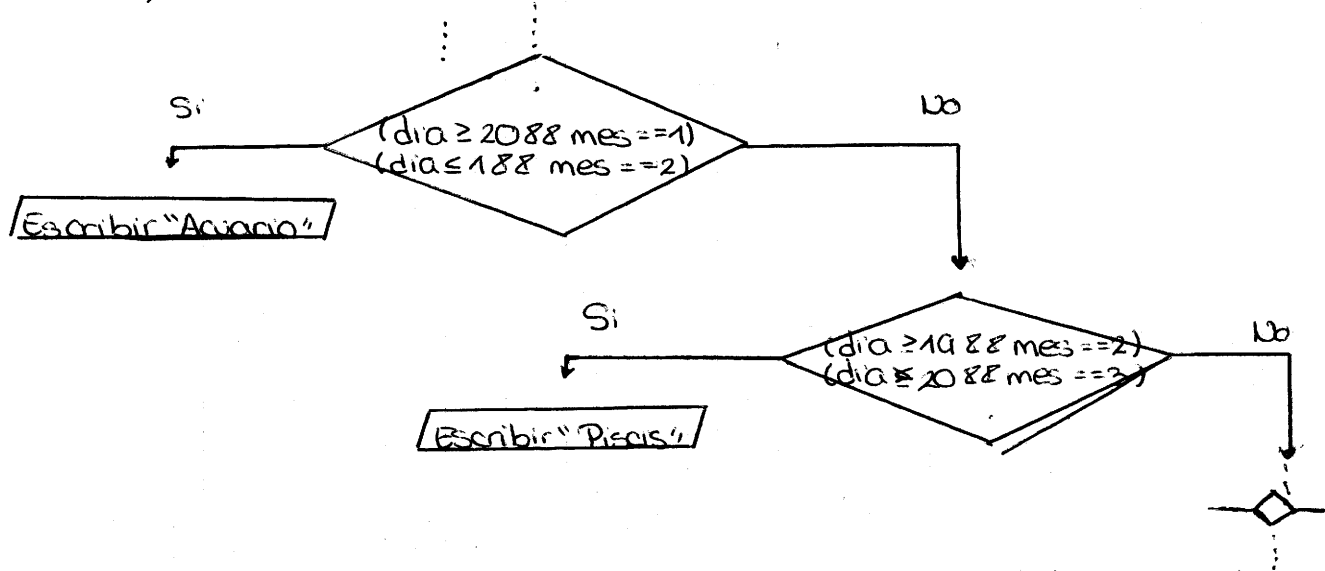 Si
No
(dia ≥ 20 && mes == 1)
(dia ≤ 18 && mes == 2)
Escribir "Acuario"
Si
No
(dia ≥ 19 && mes == 2)
(dia ≤ 20 && mes == 3)
Escribir "Piscis"